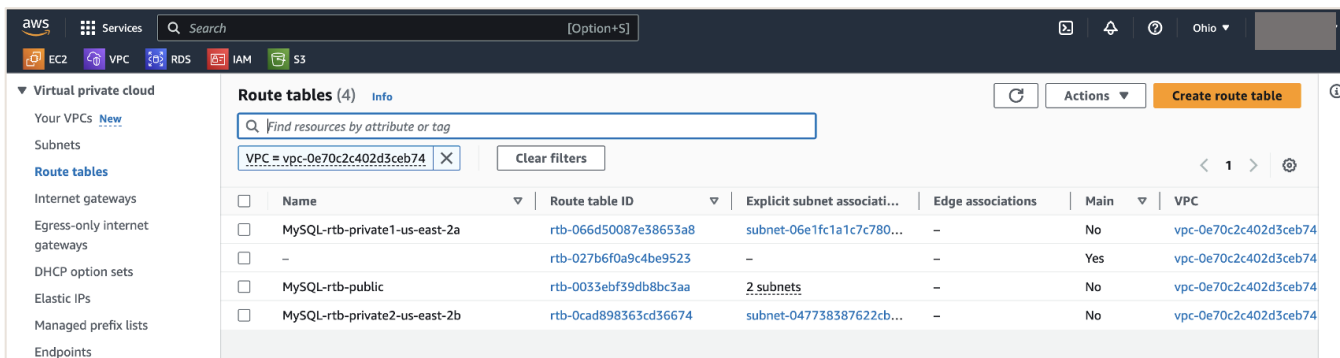 aws Services Search [Option+S] Ohio
EC2 VPC RDS IAM S3
Virtual private cloud
Your VPCs New
Subnets
Route tables
Internet gateways
Egress-only internet
gateways
DHCP option sets
Elastic IPs
Managed prefix lists
Endpoints
Route tables (4) Info Actions Create route table
Find resources by attribute or tag
VPC = vpc-0e70c2c402d3ceb74 Clear filters
1
Name Route table ID Explicit subnet associati... Edge associations Main VPC
MySQL-rtb-private1-us-east-2a rtb-066d50087e38653a8 subnet-06e1fc1a1c7c780... – No vpc-0e70c2c402d3ceb74
– rtb-027b6f0a9c4be9523 – – Yes vpc-0e70c2c402d3ceb74
MySQL-rtb-public rtb-0033ebf39db8bc3aa 2 subnets – No vpc-0e70c2c402d3ceb74
MySQL-rtb-private2-us-east-2b rtb-0cad898363cd36674 subnet-047738387622cb... – No vpc-0e70c2c402d3ceb74